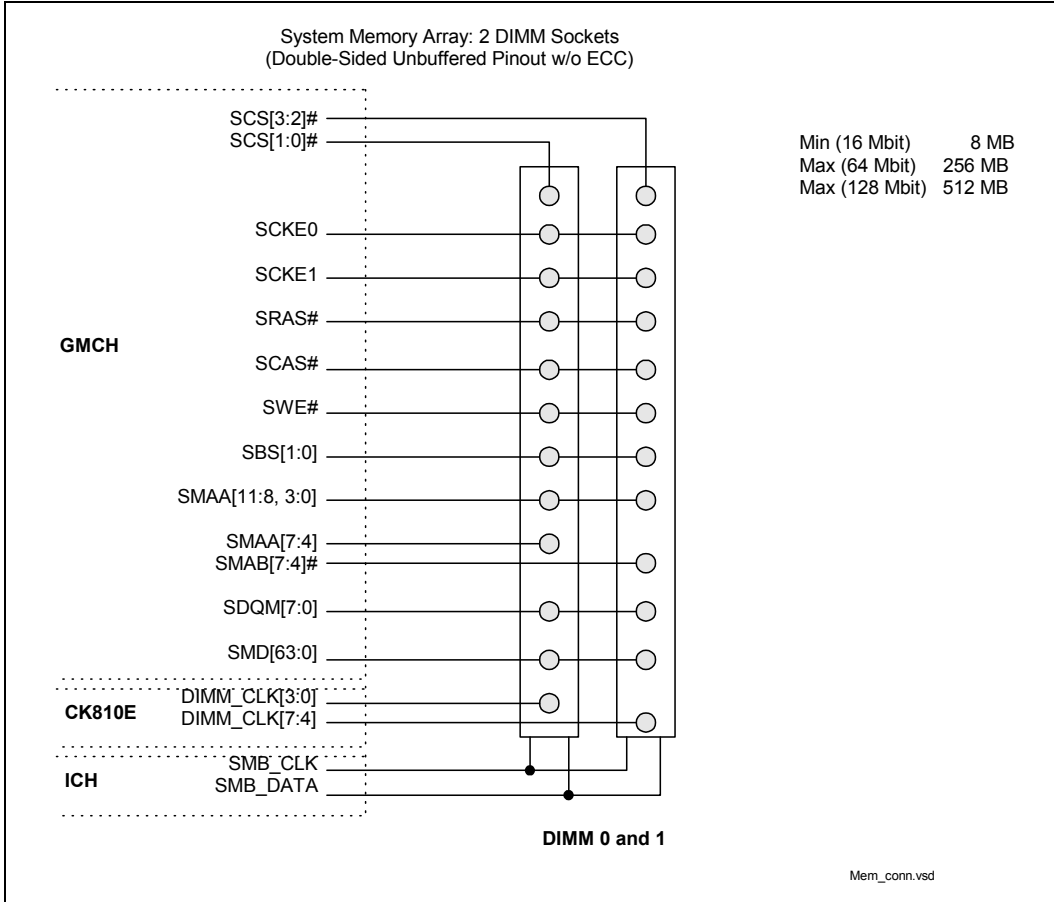 System Memory Array: 2 DIMM Sockets
(Double-Sided Unbuffered Pinout w/o ECC)
SCS[3:2]#
SCS[1:0]#
Min (16 Mbit) 8 MB
Max (64 Mbit) 256 MB
Max (128 Mbit) 512 MB
SCKE0
SCKE1
SRAS#
GMCH
SCAS#
SWE#
SBS[1:0]
SMAA[11:8, 3:0]
SMAA[7:4]
SMAB[7:4]#
SDQM[7:0]
SMD[63:0]
CK810E
DIMM_CLK[3:0]
DIMM_CLK[7:4]
ICH
SMB_CLK
SMB_DATA
DIMM 0 and 1
Mem_conn.vsd